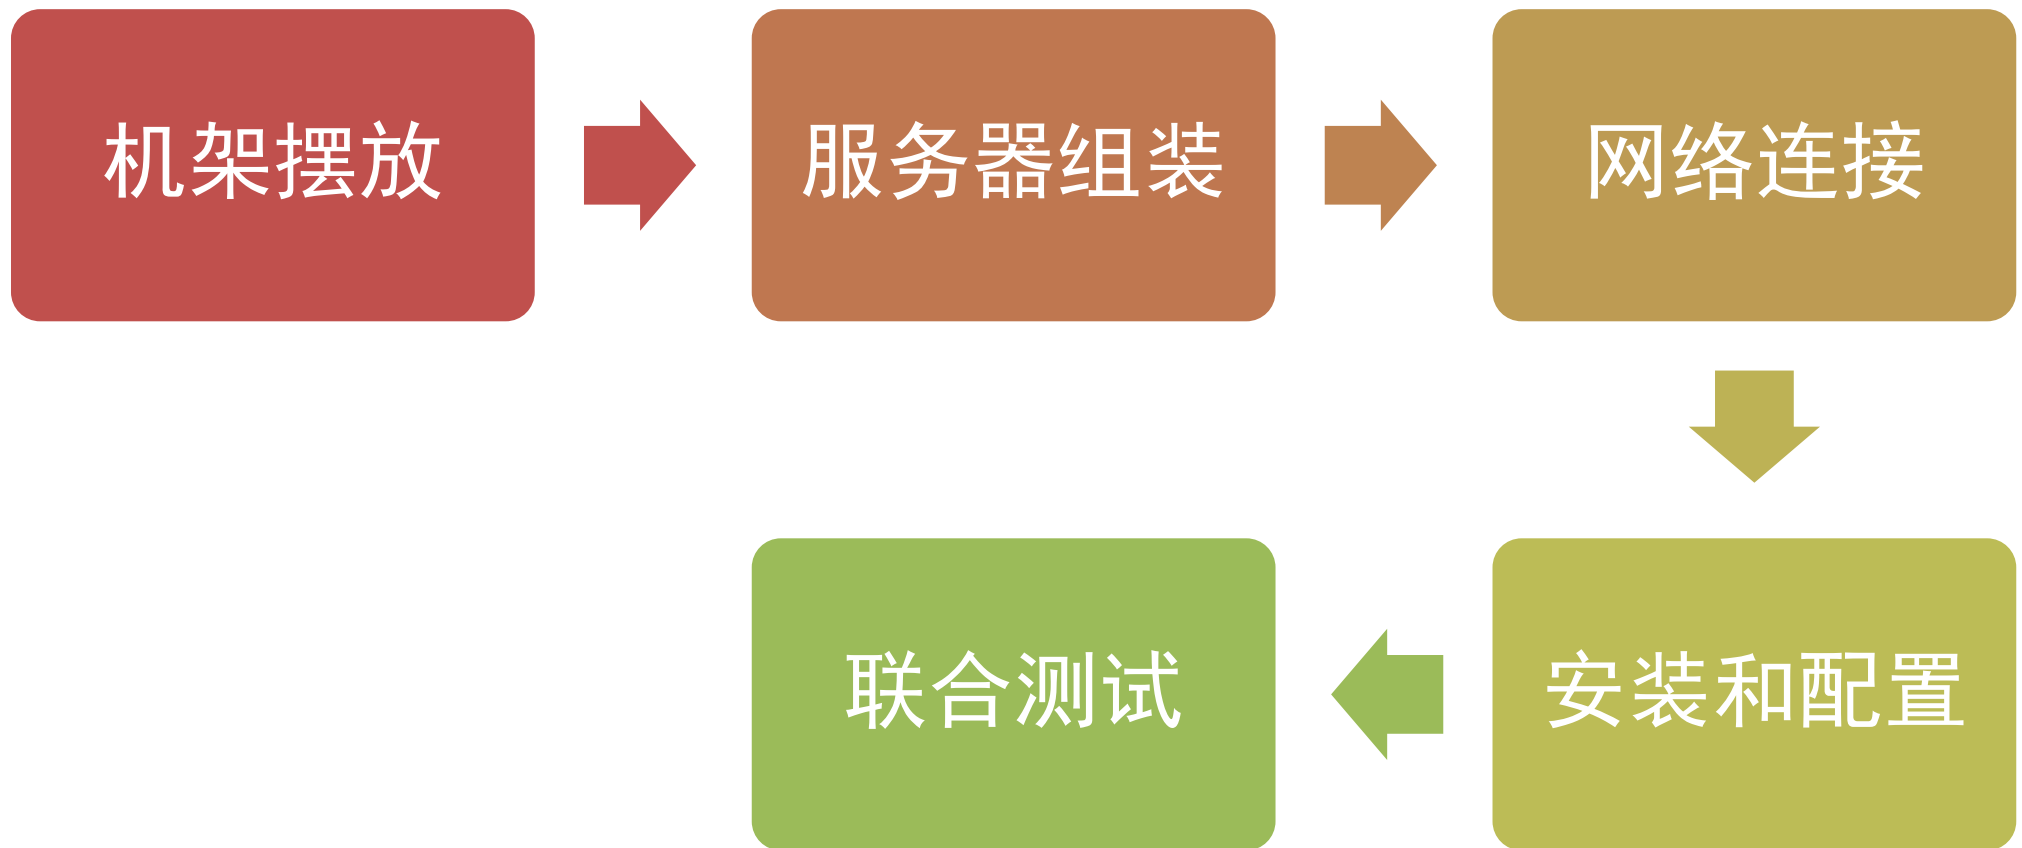 机架摆放
服务器组装
网络连接
安装和配置
联合测试